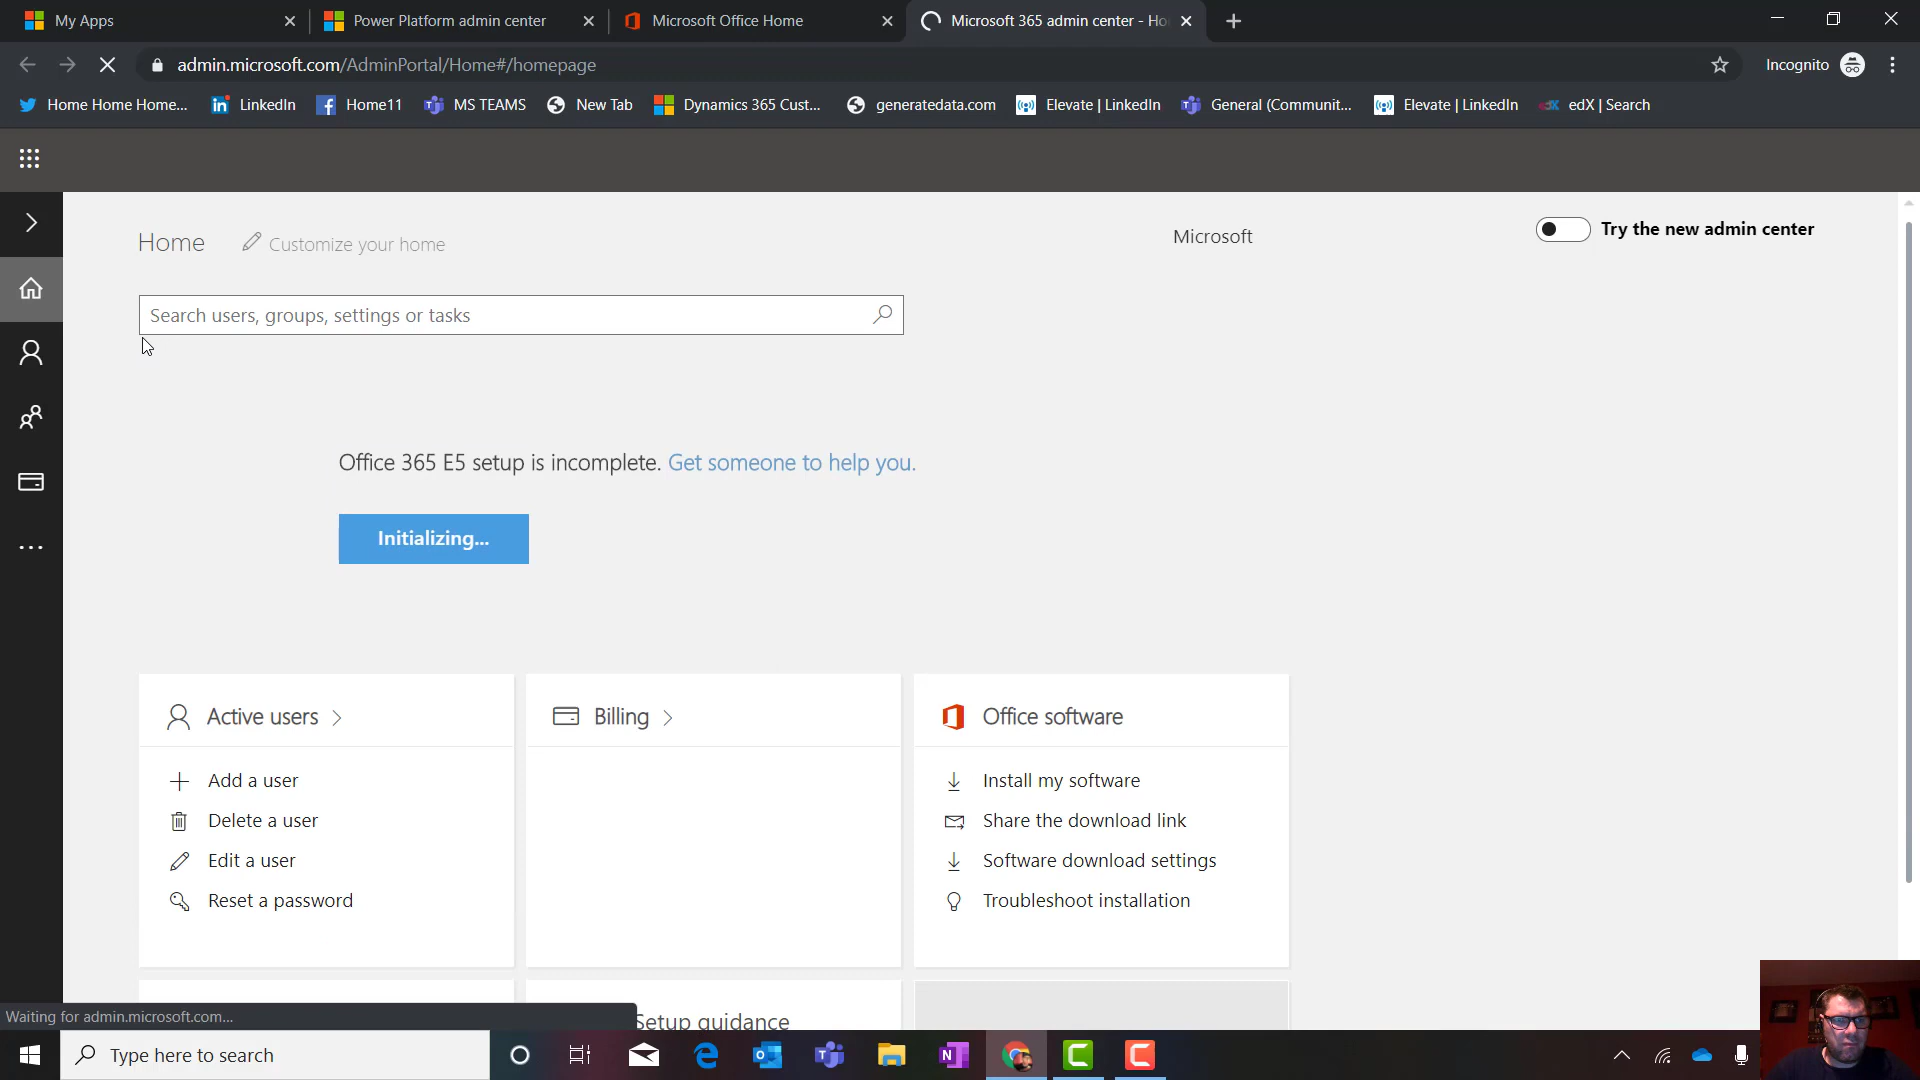 My Apps
Power Platform admin center
Microsoft Office Home
Microsoft 365 admin center - Ho
admin.microsoft.com/AdminPortal/Home#/homepage
Incognito
Home Home Home...
LinkedIn
Home11
MS TEAMS
New Tab
Dynamics 365 Cust...
generatedata.com
Elevate | LinkedIn
General (Communit...
Elevate | LinkedIn
edX | Search
Home
Customize your home
Microsoft
Try the new admin center
Search users, groups, settings or tasks
Office 365 E5 setup is incomplete. Get someone to help you.
Initializing...
Active users
Add a user
Delete a user
Edit a user
Reset a password
Billing
Office software
Install my software
Share the download link
Software download settings
Troubleshoot installation
Setup guidance
Waiting for admin.microsoft.com...
Type here to search